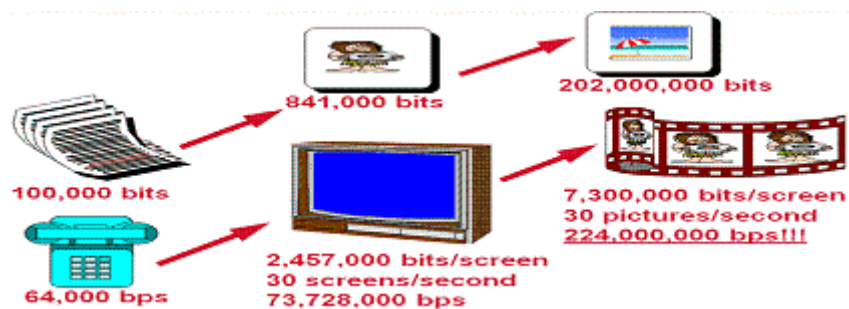 100,000 bits
841,000 bits
202,000,000 bits
64,000 bps
2,457,000 bits/screen
30 screens/second
73,728,000 bps
7,300,000 bits/screen
30 pictures/second
224,000,000 bps!!!